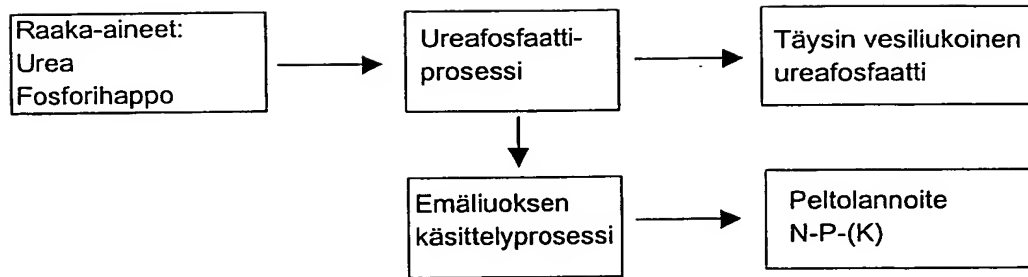 Raaka-aineet:
Urea
Fosforihappo
Ureafosfaatti-
prosessi
Täysin vesiliukoinen
ureafosfaatti
Emäliuoksen
käsittelyprosessi
Peltolannoite
N-P-(K)